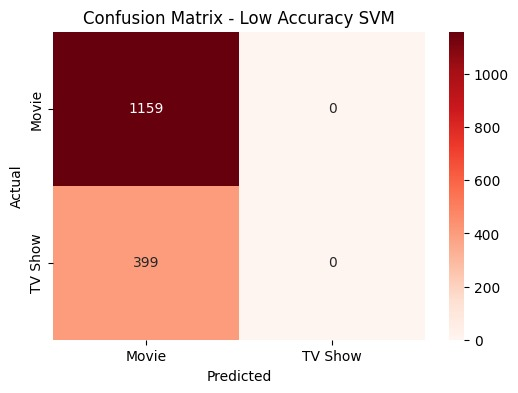 Confusion Matrix - Low Accuracy SVM
Actual
Movie
TV Show
1159
0
399
0
Movie
TV Show
Predicted
1000
800
600
400
200
0